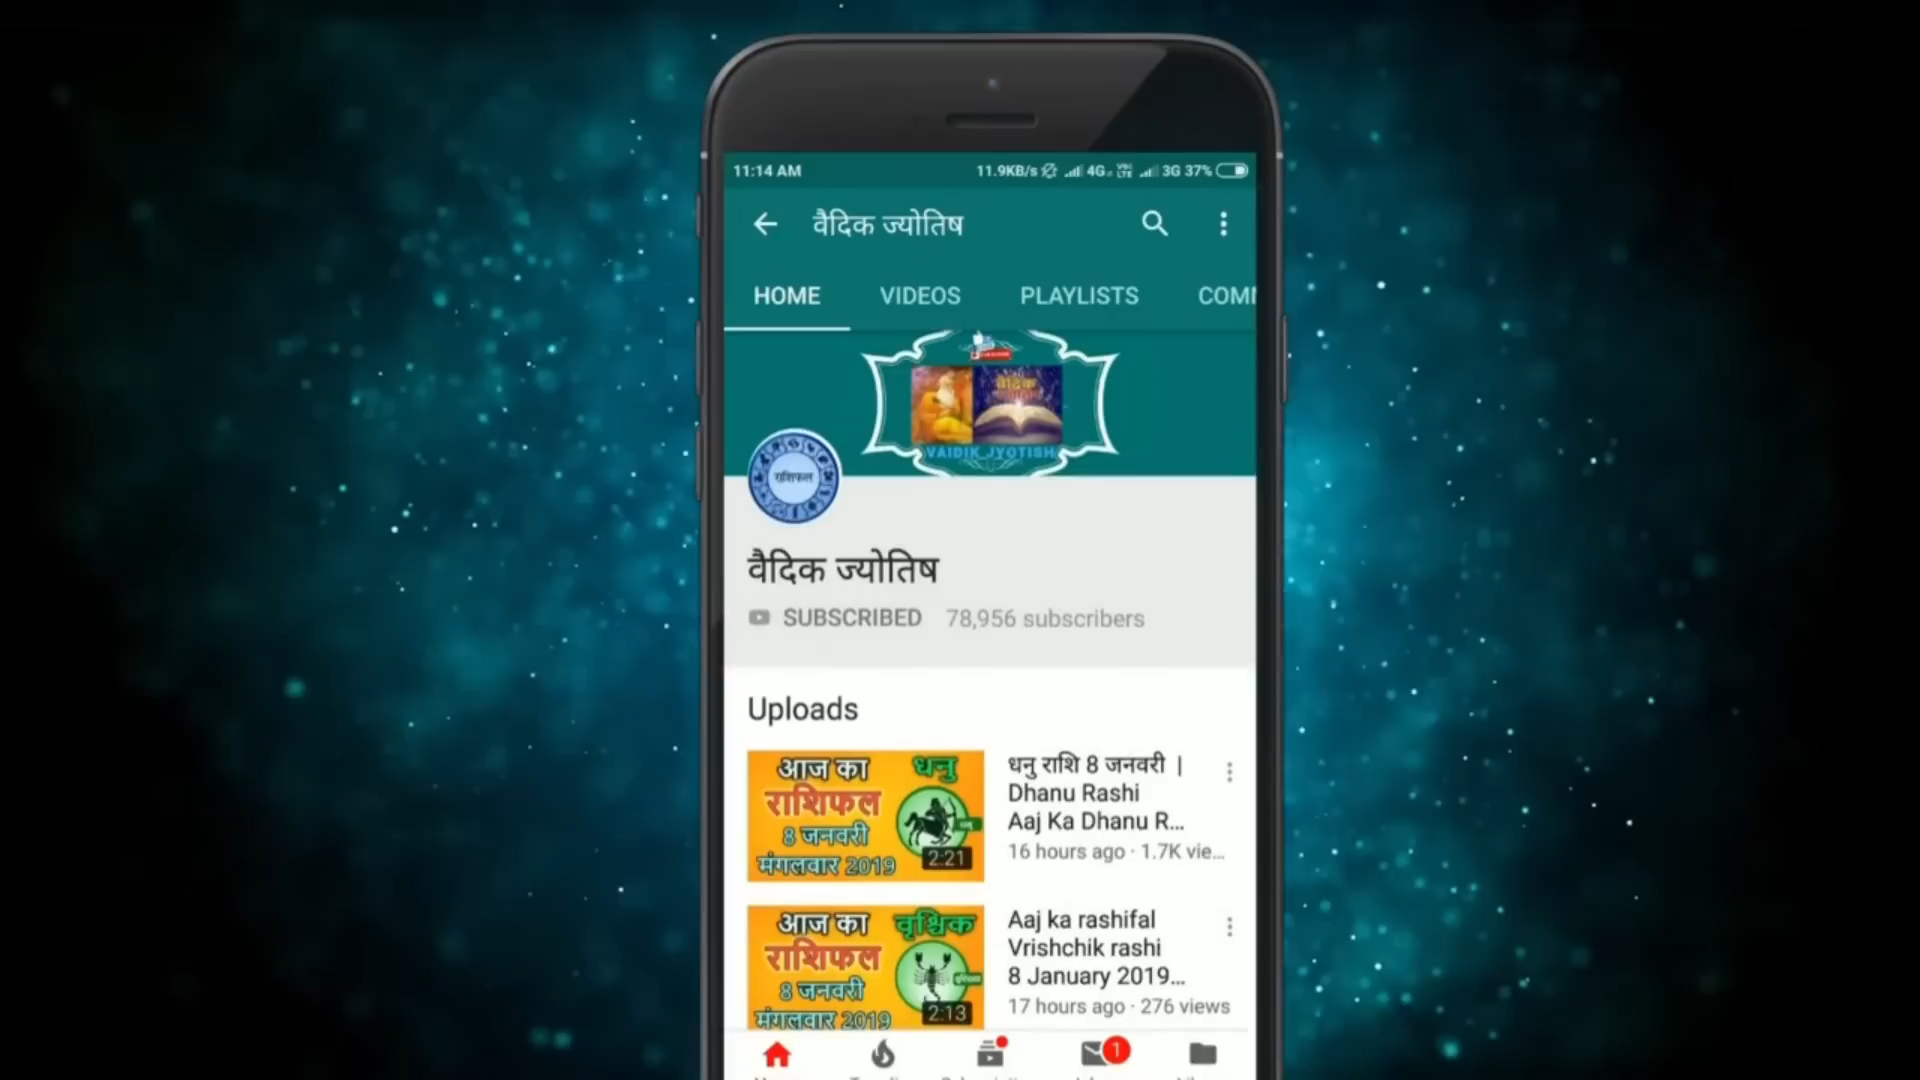 11:14 AM 11.9KB/s 4G VoLTE 3G 37%
वैदिक ज्योतिष
HOME VIDEOS PLAYLISTS COMM
वैदिक
VAIDIK JYOTISH
राशिफल
वैदिक ज्योतिष
SUBSCRIBED 78,956 subscribers
Uploads
आज का धनु
राशिफल
8 जनवरी
मंगलवार 2019
2:21
धनु राशि 8 जनवरी |
Dhanu Rashi
Aaj Ka Dhanu R...
16 hours ago · 1.7K vie...
आज का वृश्चिक
राशिफल
8 जनवरी
मंगलवार 2019
2:13
Aaj ka rashifal
Vrishchik rashi
8 January 2019...
17 hours ago · 276 views
1